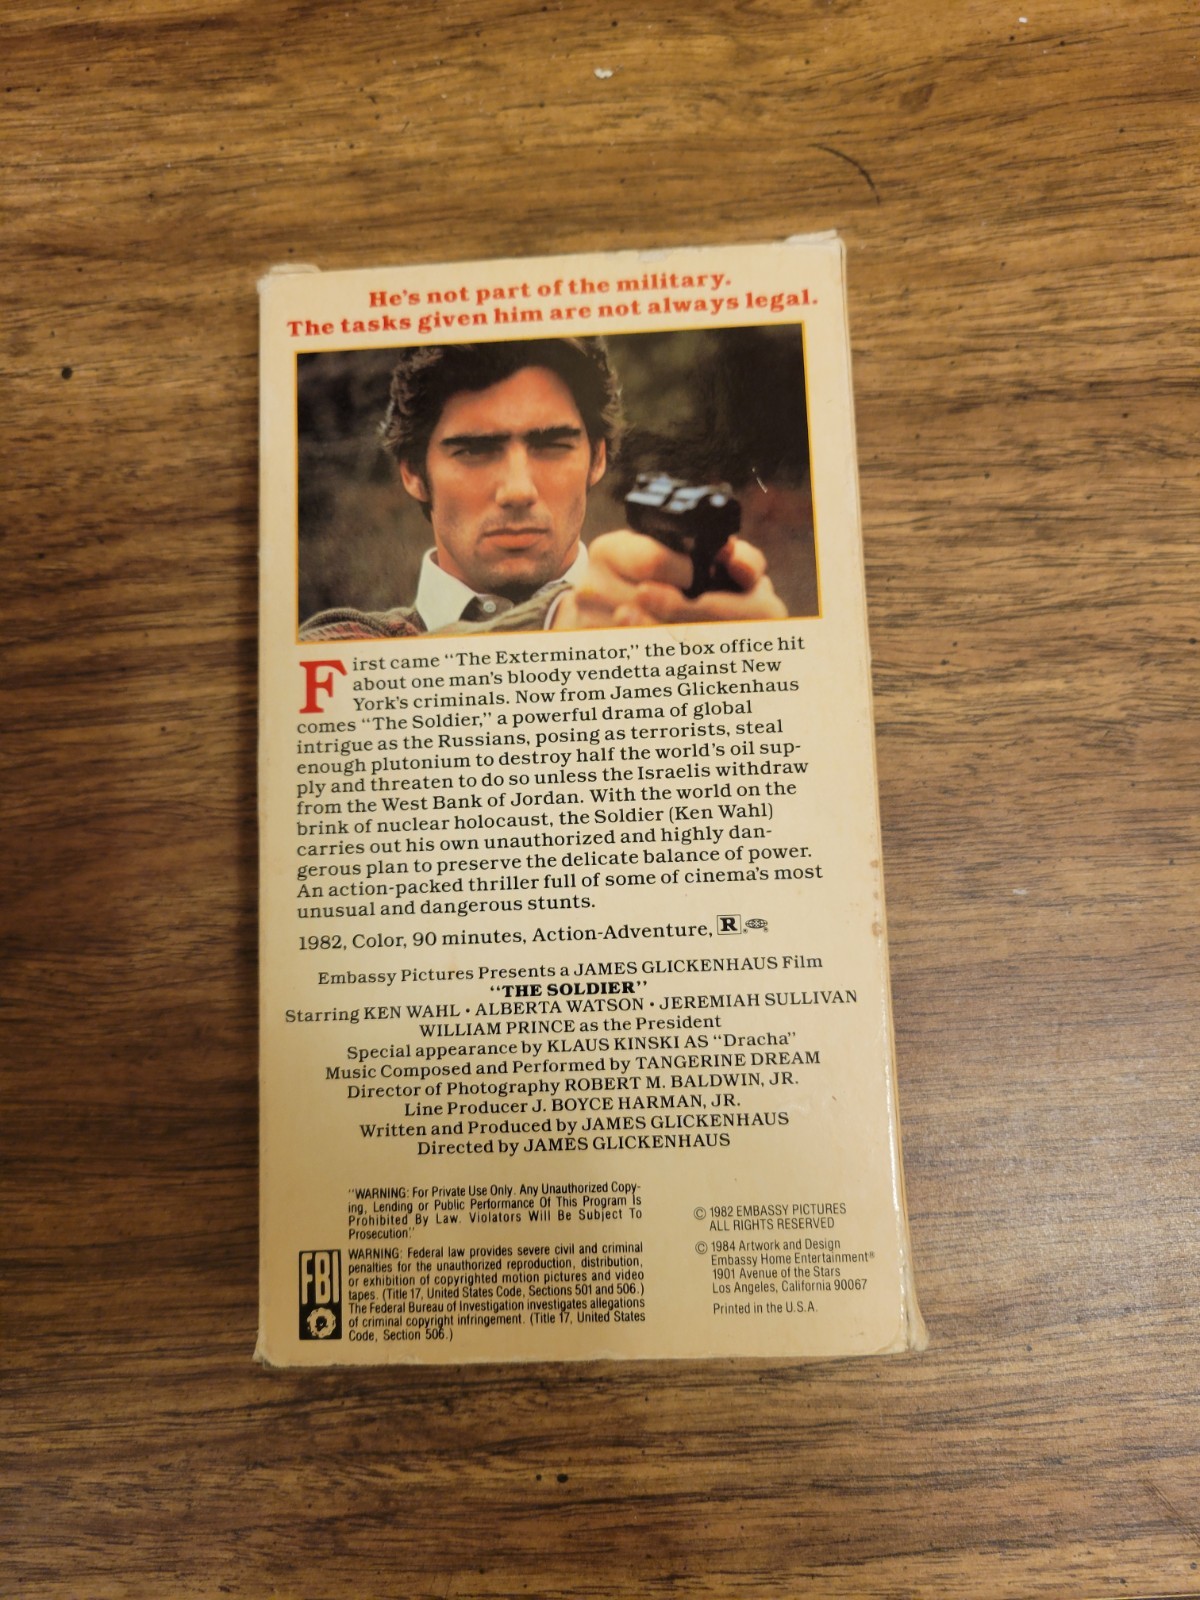 He's not part of the military.
The tasks given him are not always legal.
First came "The Exterminator," the box office hit
about one man's bloody vendetta against New
York's criminals. Now from James Glickenhaus
comes "The Soldier," a powerful drama of global
intrigue as the Russians, posing as terrorists, steal
enough plutonium to destroy half the world's oil sup-
ply and threaten to do so unless the Israelis withdraw
from the West Bank of Jordan. With the world on the
brink of nuclear holocaust, the Soldier (Ken Wahl)
carries out his own unauthorized and highly dan-
gerous plan to preserve the delicate balance of power.
An action-packed thriller full of some of cinema's most
unusual and dangerous stunts.
1982, Color, 90 minutes, Action-Adventure, R
Embassy Pictures Presents a JAMES GLICKENHAUS Film
"THE SOLDIER"
Starring KEN WAHL • ALBERTA WATSON • JEREMIAH SULLIVAN
WILLIAM PRINCE as the President
Special appearance by KLAUS KINSKI AS "Dracha"
Music Composed and Performed by TANGERINE DREAM
Director of Photography ROBERT M. BALDWIN, JR.
Line Producer J. BOYCE HARMAN, JR.
Written and Produced by JAMES GLICKENHAUS
Directed by JAMES GLICKENHAUS
"WARNING: For Private Use Only. Any Unauthorized Copy-
ing, Lending or Public Performance Of This Program Is
Prohibited By Law. Violators Will Be Subject To
Prosecution."
FBI
WARNING: Federal law provides severe civil and criminal
penalties for the unauthorized reproduction, distribution,
or exhibition of copyrighted motion pictures and video
tapes. (Title 17, United States Code, Sections 501 and 506.)
The Federal Bureau of Investigation investigates allegations
of criminal copyright infringement. (Title 17, United States
Code, Section 506.)
© 1982 EMBASSY PICTURES
ALL RIGHTS RESERVED
© 1984 Artwork and Design
Embassy Home Entertainment®
1901 Avenue of the Stars
Los Angeles, California 90067
Printed in the U.S.A.